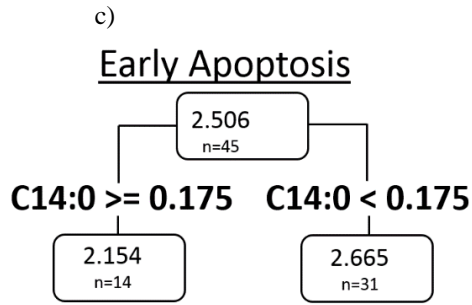 c)
Early Apoptosis
2.506
n=45
C14:0 >= 0.175 C14:0 < 0.175
2.154 2.665
n=14 n=31